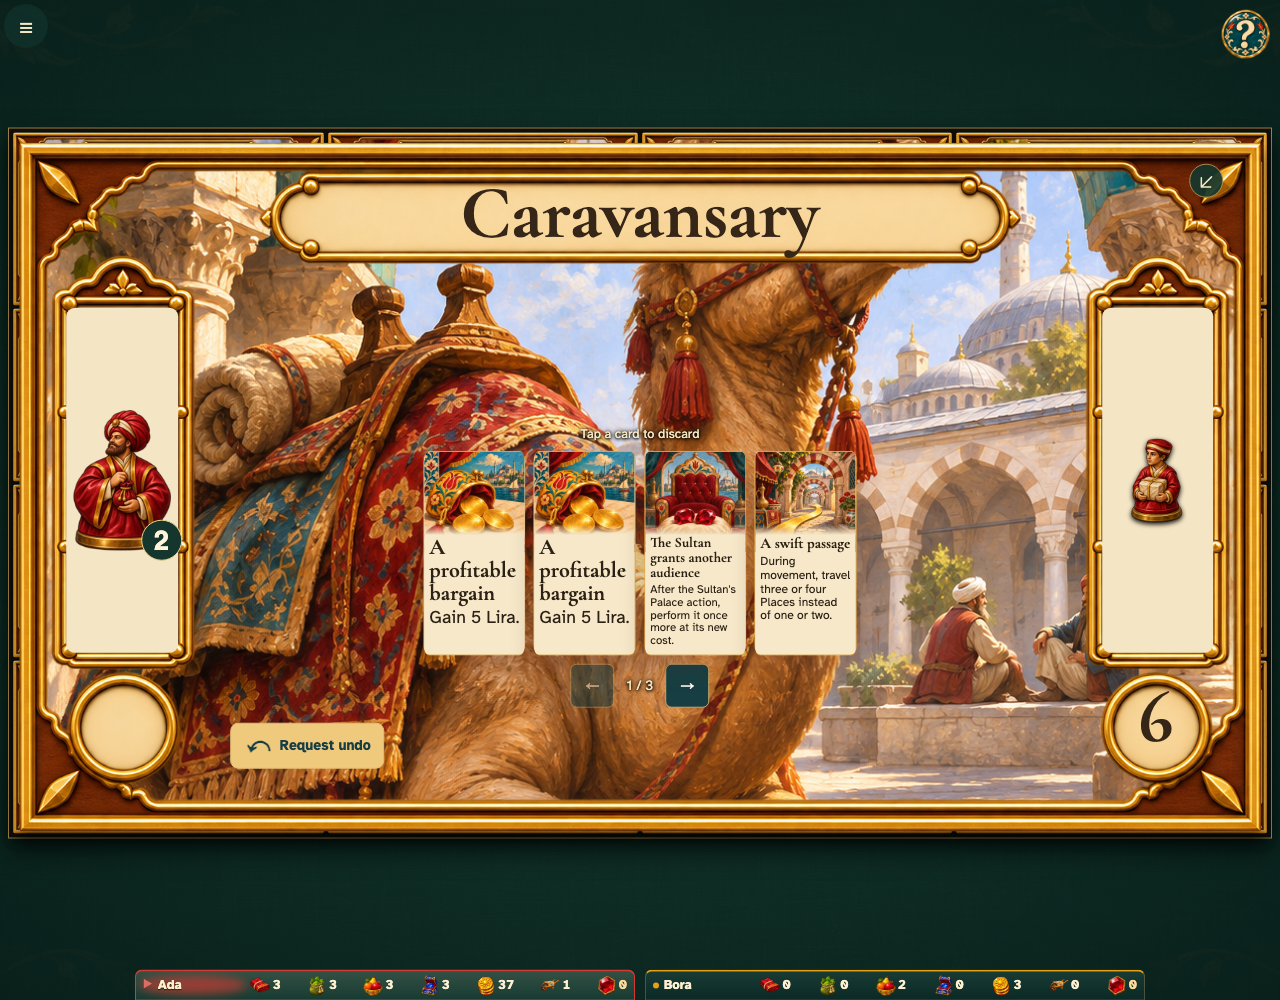 ?
Caravansary
2
Tap a card to discard
A profitable bargain
Gain 5 Lira.
A profitable bargain
Gain 5 Lira.
The Sultan grants another audience
After the Sultan's Palace action, perform it once more at its new cost.
A swift passage
During movement, travel three or four Places instead of one or two.
← 1 / 3 →
Request undo
6
Ada 3 3 3 3 37 1 0
Bora 0 0 2 0 3 0 0